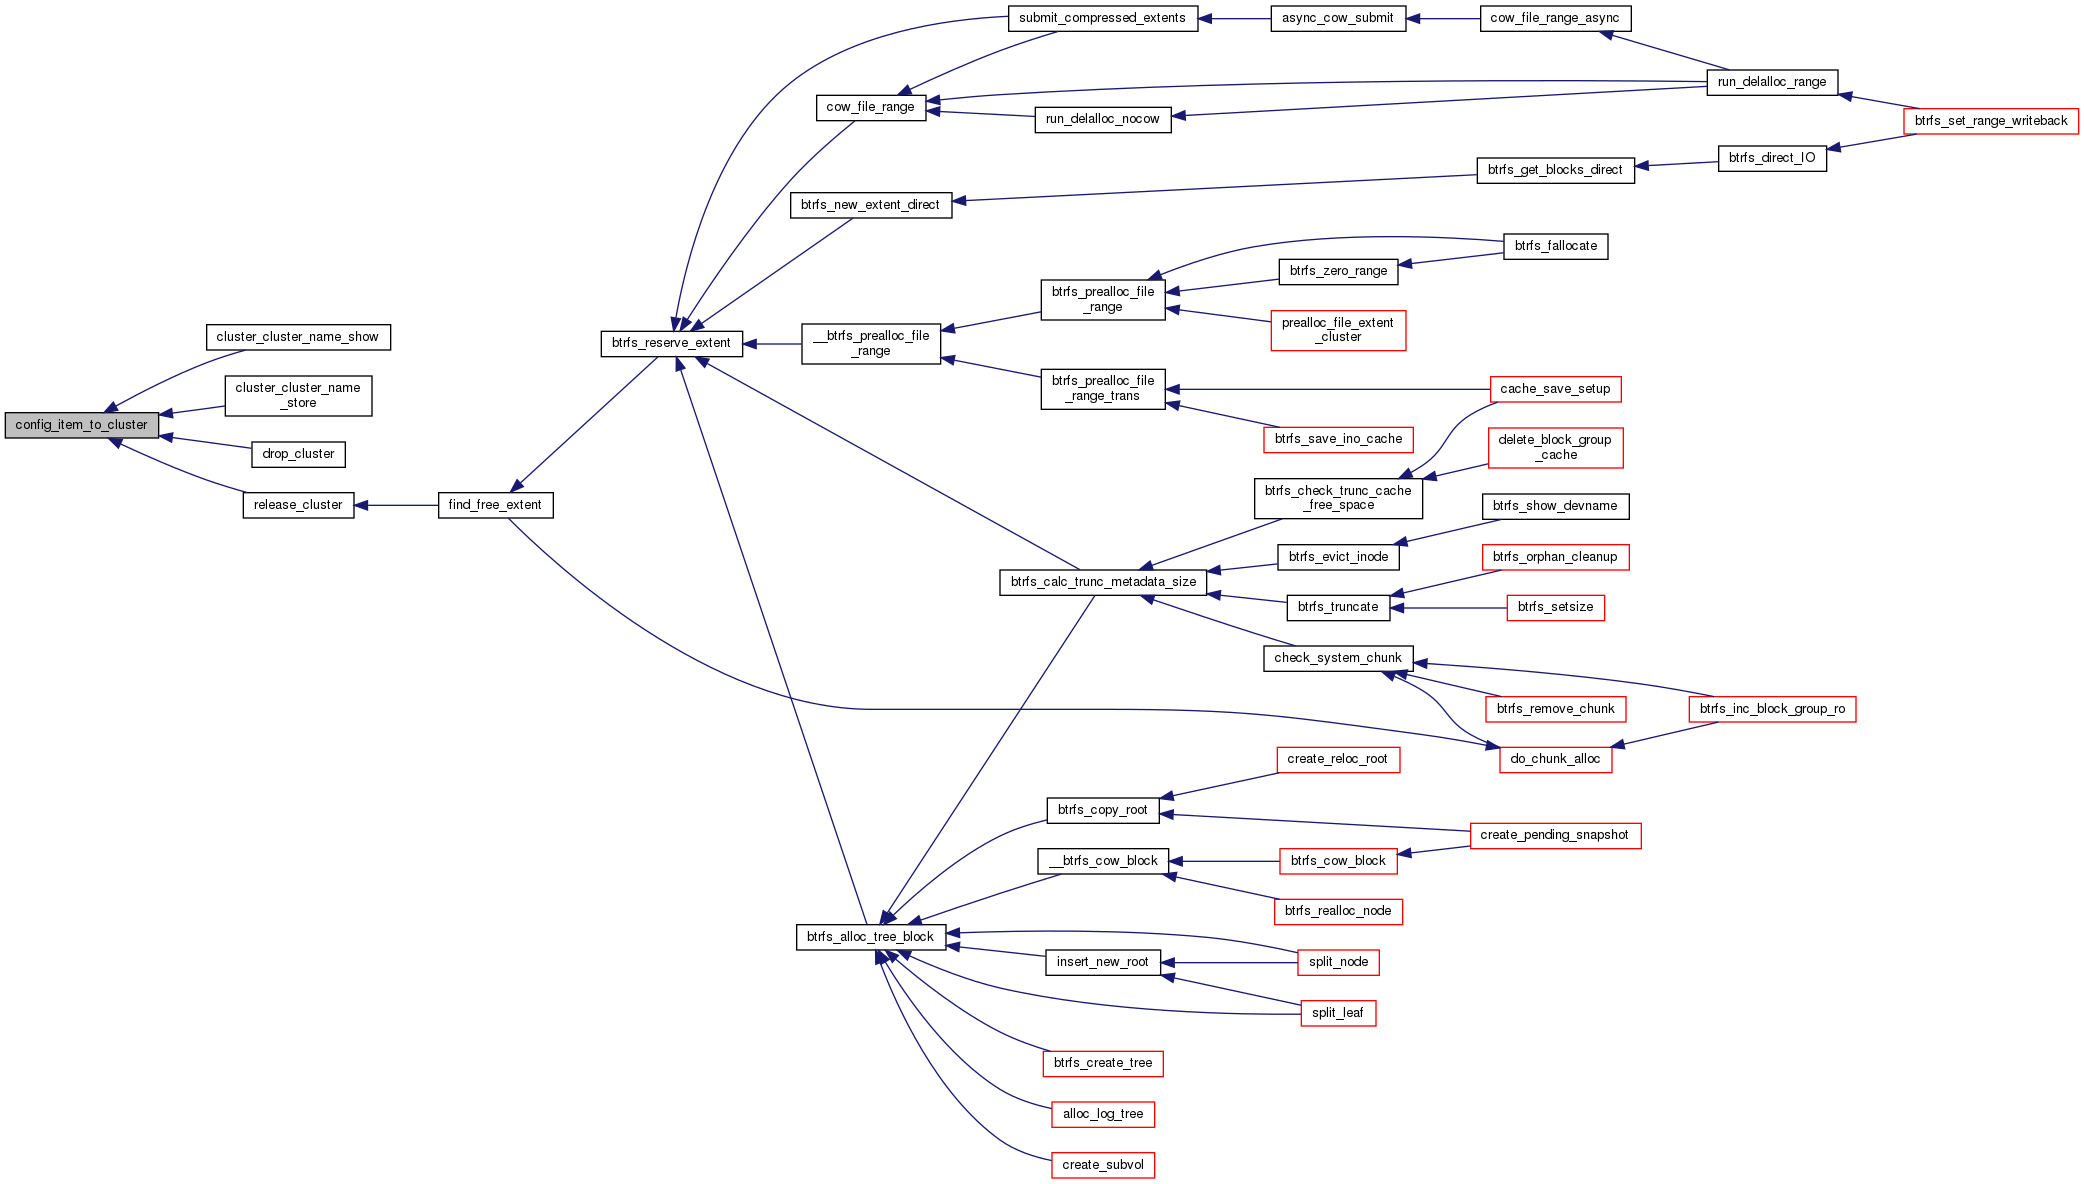 submit_compressed_extents
async_cow_submit
cow_file_range_async
run_delalloc_range
cow_file_range
run_delalloc_nocow
btrfs_set_range_writeback
btrfs_direct_IO
btrfs_get_blocks_direct
btrfs_new_extent_direct
btrfs_fallocate
btrfs_zero_range
btrfs_prealloc_file
_range
prealloc_file_extent
_cluster
cluster_cluster_name_show
btrfs_reserve_extent
__btrfs_prealloc_file
_range
cluster_cluster_name
_store
btrfs_prealloc_file
_range_trans
cache_save_setup
config_item_to_cluster
btrfs_save_ino_cache
delete_block_group
_cache
drop_cluster
btrfs_check_trunc_cache
_free_space
release_cluster
find_free_extent
btrfs_show_devname
btrfs_evict_inode
btrfs_orphan_cleanup
btrfs_calc_trunc_metadata_size
btrfs_truncate
btrfs_setsize
check_system_chunk
btrfs_remove_chunk
btrfs_inc_block_group_ro
do_chunk_alloc
create_reloc_root
btrfs_copy_root
create_pending_snapshot
__btrfs_cow_block
btrfs_cow_block
btrfs_realloc_node
btrfs_alloc_tree_block
insert_new_root
split_node
split_leaf
btrfs_create_tree
alloc_log_tree
create_subvol